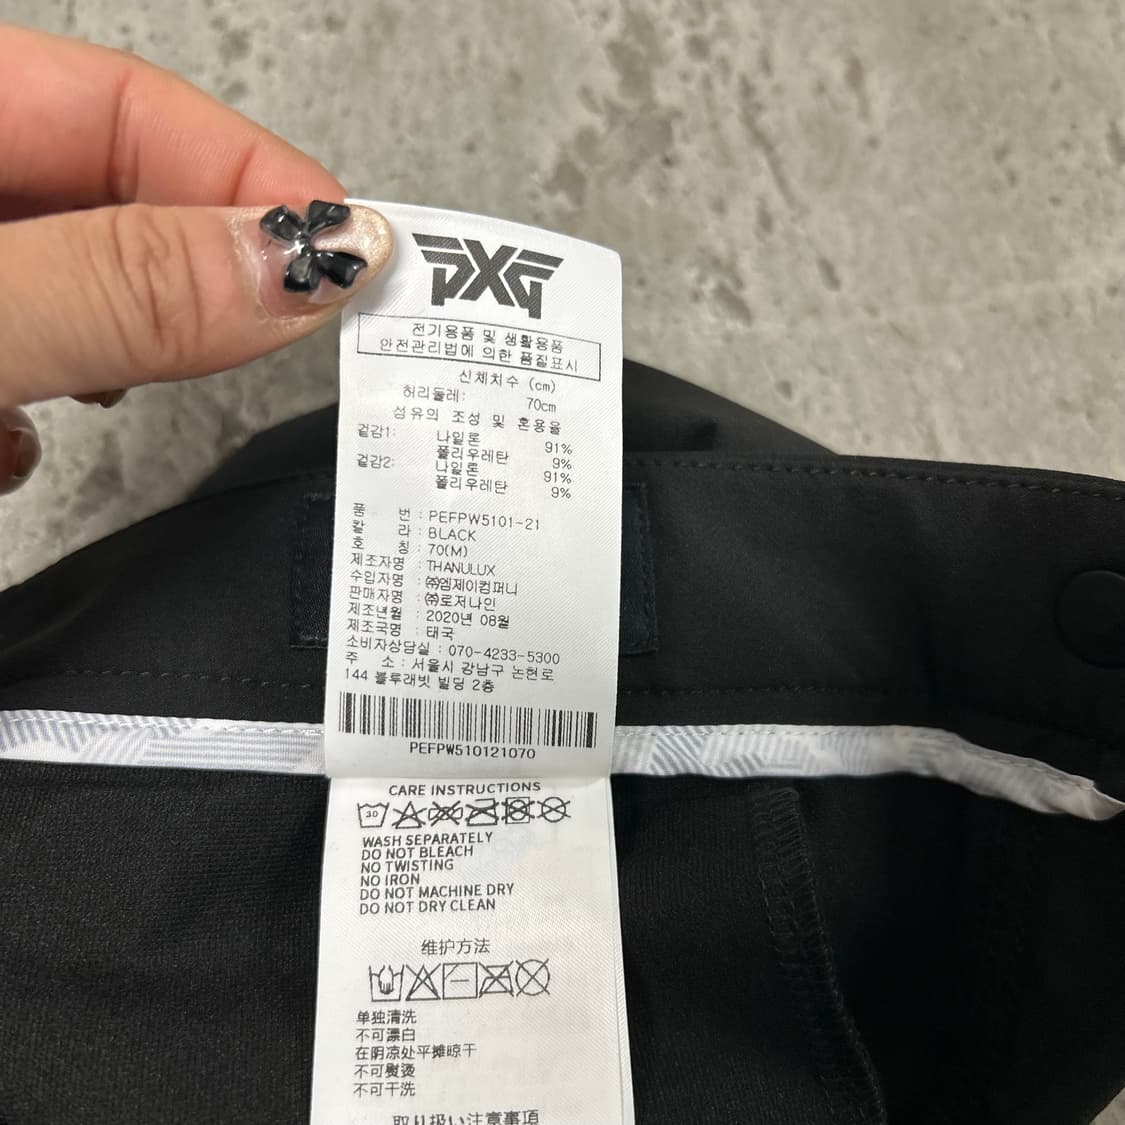 PXG
전기용품 및 생활용품
안전관리법에 의한 품질표시
신체치수 (cm)
허리둘레: 70cm
섬유의 조성 및 혼용율
겉감1: 나일론 91%
폴리우레탄 9%
겉감2: 나일론 91%
폴리우레탄 9%
품 번 : PEFPW5101-21
칼 라 : BLACK
호 칭 : 70(M)
제조자명 : THANULUX
수입자명 : ㈜엠제이컴퍼니
판매자명 : ㈜로저나인
제조년월 : 2020년 08월
제조국명 : 태국
소비자상담실 : 070-4233-5300
주 소 : 서울시 강남구 논현로
144 블루래빗 빌딩 2층
PEFPW510121070
CARE INSTRUCTIONS
30
WASH SEPARATELY
DO NOT BLEACH
NO TWISTING
NO IRON
DO NOT MACHINE DRY
DO NOT DRY CLEAN
维护方法
单独清洗
不可漂白
在阴凉处平摊晾干
不可熨烫
不可干洗
取り扱い注意事項